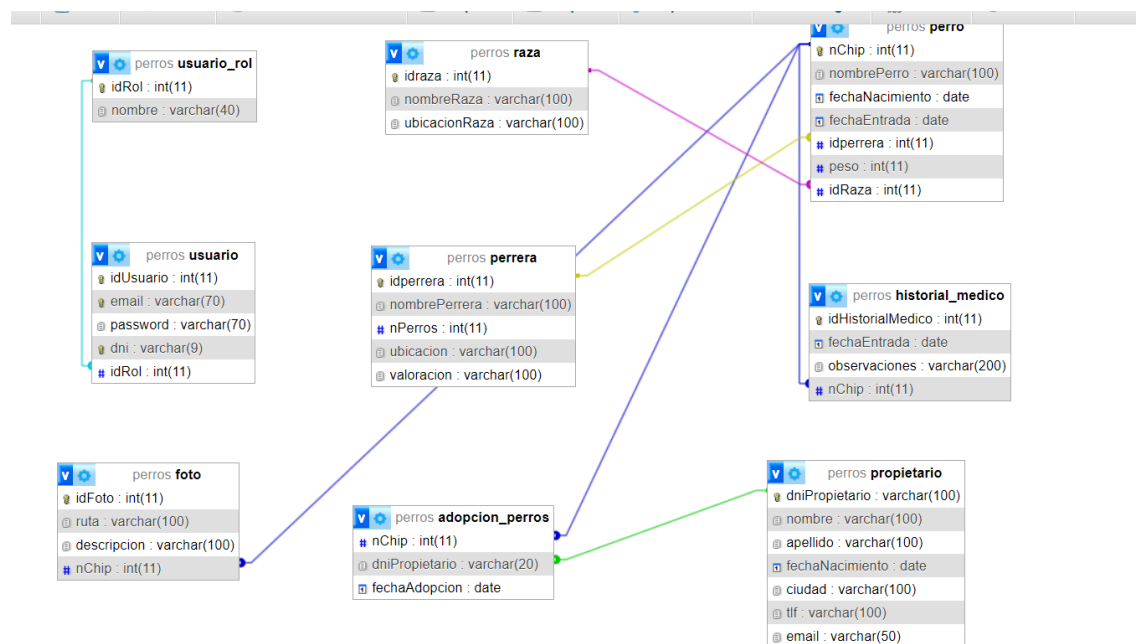 perros usuario_rol
idRol : int(11)
nombre : varchar(40)
perros raza
idraza : int(11)
nombreRaza : varchar(100)
ubicacionRaza : varchar(100)
perros perro
nChip : int(11)
nombrePerro : varchar(100)
fechaNacimiento : date
fechaEntrada : date
idperrera : int(11)
peso : int(11)
idRaza : int(11)
perros usuario
idUsuario : int(11)
email : varchar(70)
password : varchar(70)
dni : varchar(9)
idRol : int(11)
perros perrera
idperrera : int(11)
nombrePerrera : varchar(100)
nPerros : int(11)
ubicacion : varchar(100)
valoracion : varchar(100)
perros historial_medico
idHistorialMedico : int(11)
fechaEntrada : date
observaciones : varchar(200)
nChip : int(11)
perros foto
idFoto : int(11)
ruta : varchar(100)
descripcion : varchar(100)
nChip : int(11)
perros adopcion_perros
nChip : int(11)
dniPropietario : varchar(20)
fechaAdopcion : date
perros propietario
dniPropietario : varchar(100)
nombre : varchar(100)
apellido : varchar(100)
fechaNacimiento : date
ciudad : varchar(100)
tlf : varchar(100)
email : varchar(50)